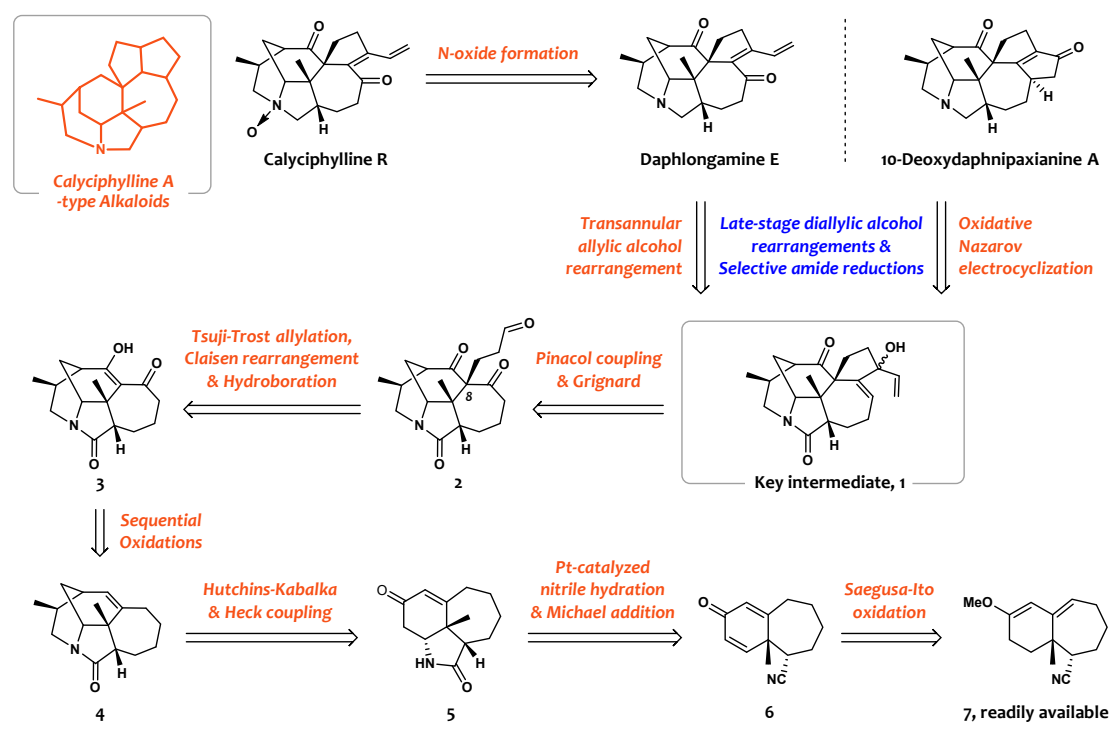 N
Calyciphylline A
-type Alkaloids
O
O
N
O
H
Calyciphylline R
N-oxide formation
O
O
N
H
Daphlongamine E
O
O
N
H
H
10-Deoxydaphnipaxianine A
Transannular
allylic alcohol
rearrangement
Late-stage diallylic alcohol
rearrangements &
Selective amide reductions
Oxidative
Nazarov
electrocyclization
OH
O
N
O
H
3
Tsuji-Trost allylation,
Claisen rearrangement
& Hydroboration
O
O
O
8
N
O
H
2
Pinacol coupling
& Grignard
O
OH
N
O
H
Key intermediate, 1
Sequential
Oxidations
N
O
H
4
Hutchins-Kabalka
& Heck coupling
O
HN
H
O
5
Pt-catalyzed
nitrile hydration
& Michael addition
O
NC
6
Saegusa-Ito
oxidation
MeO
NC
7, readily available